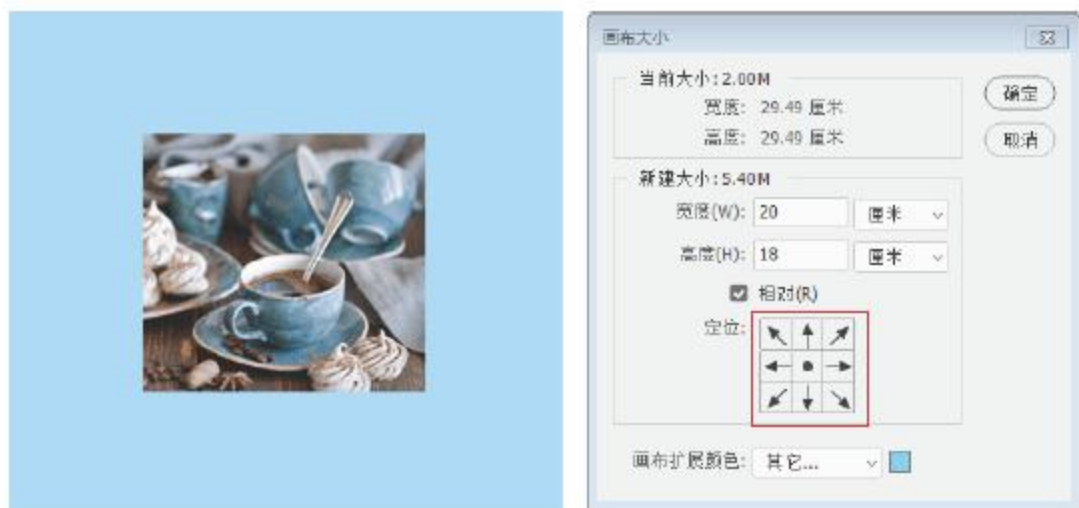 画布大小
当前大小:2.00M
宽度: 29.49 厘米
高度: 29.49 厘米
确定
取消
新建大小:5.40M
宽度(W): 20 厘米
高度(H): 18 厘米
相对(R)
定位:
画布扩展颜色: 其它...